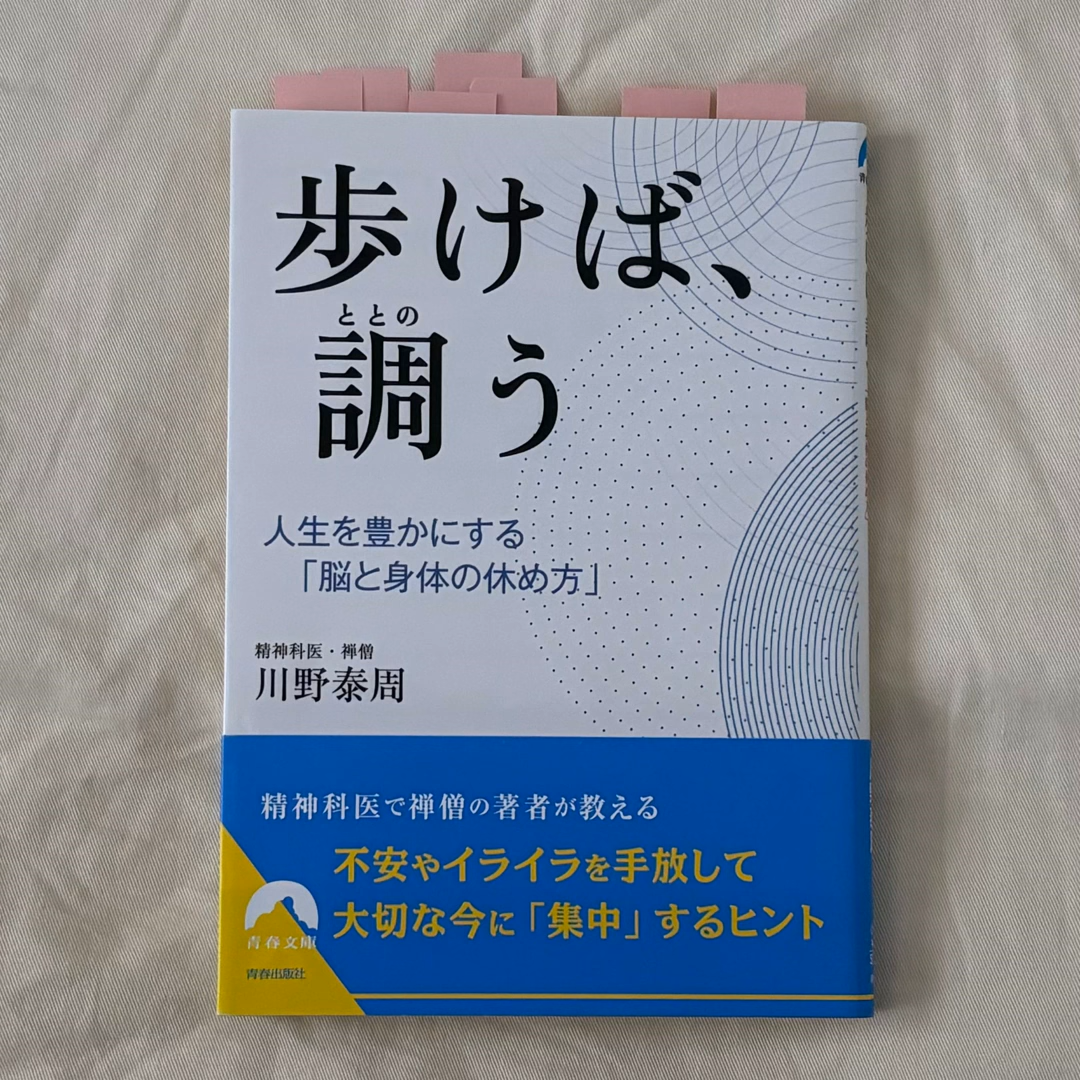 歩けば、
ととの
調う
人生を豊かにする
「脳と身体の休め方」
精神科医・禅僧
川野泰周
精神科医で禅僧の著者が教える
不安やイライラを手放して
大切な今に「集中」するヒント
青春文庫
青春出版社